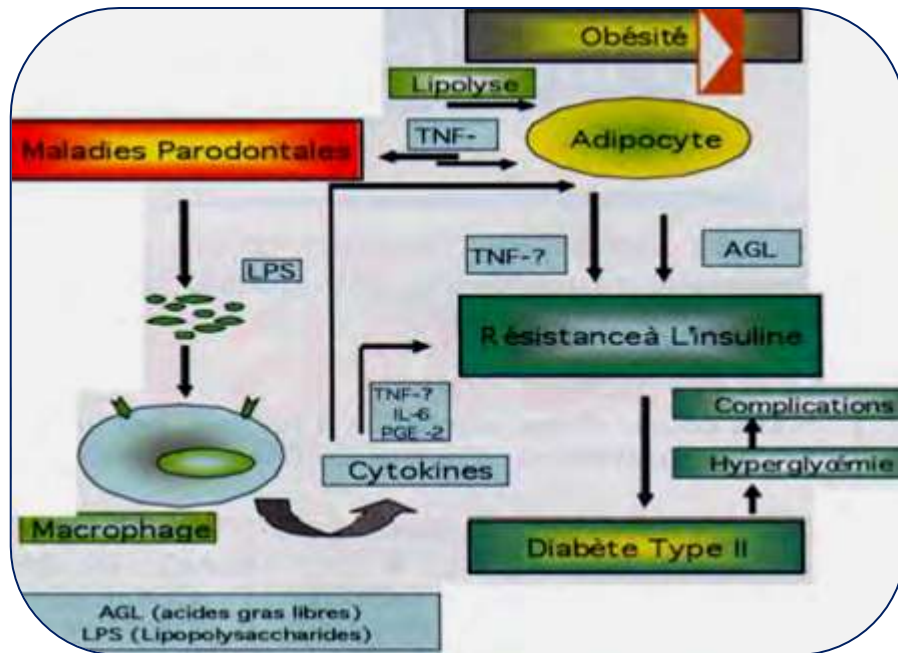 Obésité
Lipolyse
TNF-
Adipocyte
Maladies Parodontales
LPS
TNF-?
AGL
Résistanceà L'insuline
TNF-?
IL-6
PGE -2
Complications
Cytokines
Hyperglycémie
Macrophage
Diabète Type II
AGL (acides gras libres)
LPS (Lipopolysaccharides)